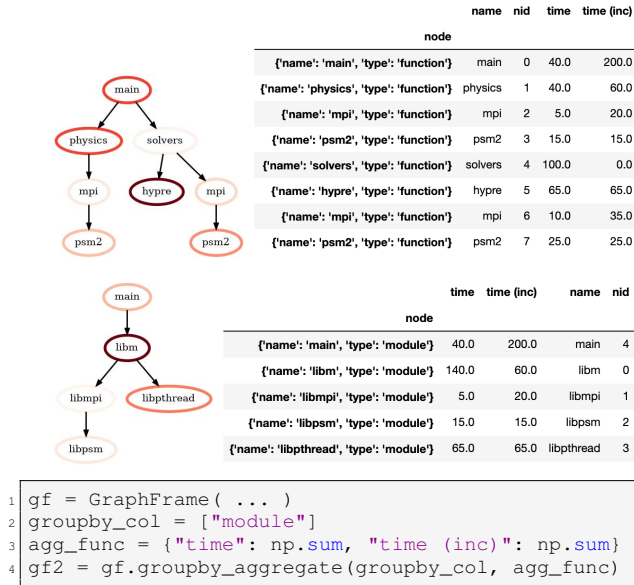 name nid time time (inc)
node
{'name': 'main', 'type': 'function'} main 0 40.0 200.0
{'name': 'physics', 'type': 'function'} physics 1 40.0 60.0
{'name': 'mpi', 'type': 'function'} mpi 2 5.0 20.0
{'name': 'psm2', 'type': 'function'} psm2 3 15.0 15.0
{'name': 'solvers', 'type': 'function'} solvers 4 100.0 0.0
{'name': 'hypre', 'type': 'function'} hypre 5 65.0 65.0
{'name': 'mpi', 'type': 'function'} mpi 6 10.0 35.0
{'name': 'psm2', 'type': 'function'} psm2 7 25.0 25.0
main
physics solvers
mpi hypre mpi
psm2 psm2
time time (inc) name nid
node
{'name': 'main', 'type': 'module'} 40.0 200.0 main 4
{'name': 'libm', 'type': 'module'} 140.0 60.0 libm 0
{'name': 'libmpi', 'type': 'module'} 5.0 20.0 libmpi 1
{'name': 'libpsm', 'type': 'module'} 15.0 15.0 libpsm 2
{'name': 'libpthread', 'type': 'module'} 65.0 65.0 libpthread 3
main
libm
libmpi libpthread
libpsm
1 gf = GraphFrame( ... )
2 groupby_col = ["module"]
3 agg_func = {"time": np.sum, "time (inc)": np.sum}
4 gf2 = gf.groupby_aggregate(groupby_col, agg_func)